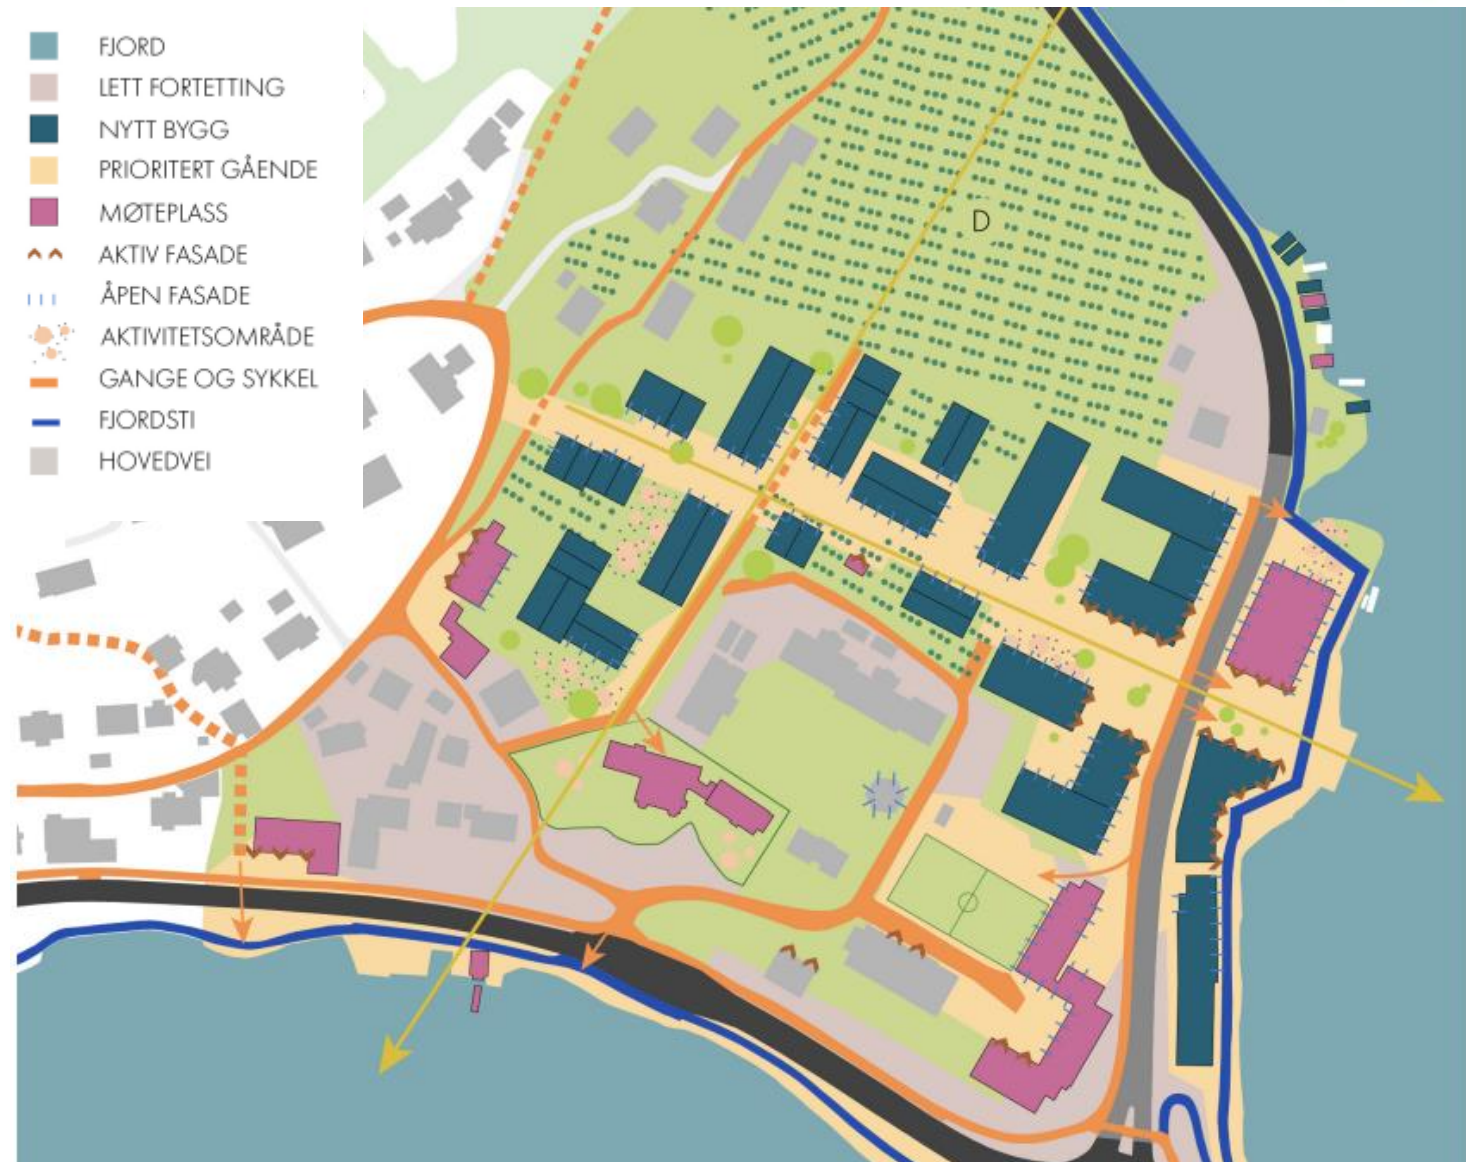 FJORD
LETT FORTETTING
NYTT BYGG
PRIORITERT GÅENDE
MØTEPLASS
AKTIV FASADE
ÅPEN FASADE
AKTIVITETSOMRÅDE
GANGE OG SYKKEL
FJORDSTI
HOVEDVEI
D